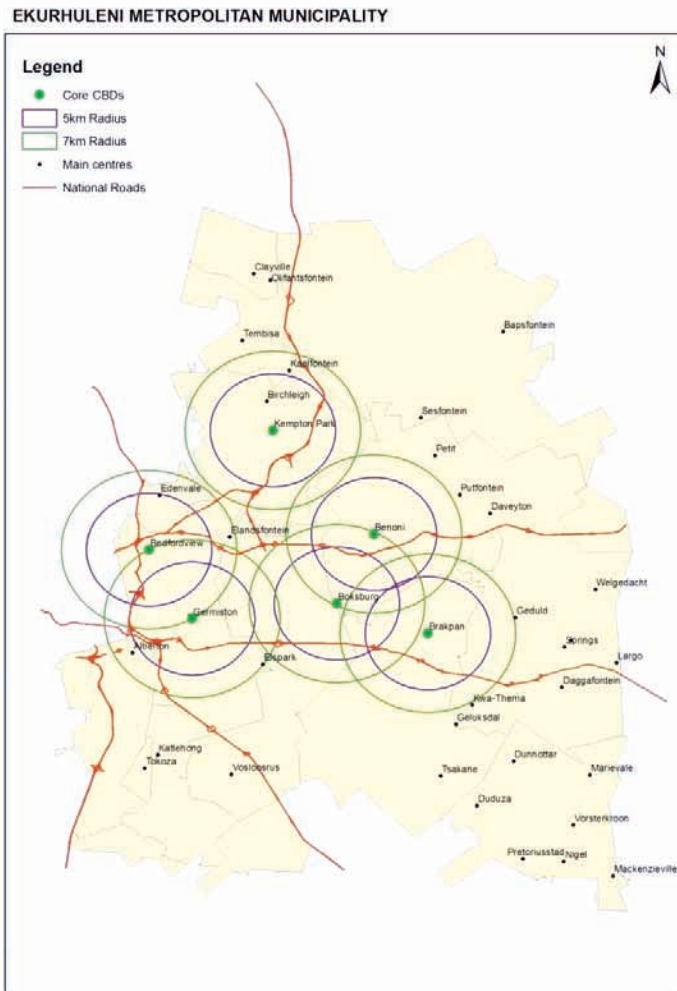 EKURHULENI METROPOLITAN MUNICIPALITY
Legend
N
Core CBDs
5km Radius
7km Radius
Main centres
National Roads
Clayville
Olifantsfontein
Bapsfontein
Tembisa
Kaalfontein
Birchleigh
Sesfontein
Kempton Park
Petit
Edenvale
Putfontein
Daveyton
Elandsfontein
Benoni
Bedfordview
Welgedacht
Boksburg
Germiston
Geduld
Brakpan
Springs
Alberton
Elspark
Largo
Daggafontein
Kwa-Thema
Geluksdal
Katlehong
Dunnottar
Tokoza
Vosloosrus
Tsakane
Marievale
Duduza
Vorsterkroon
Pretoriusstad
Nigel
Mackenzieville